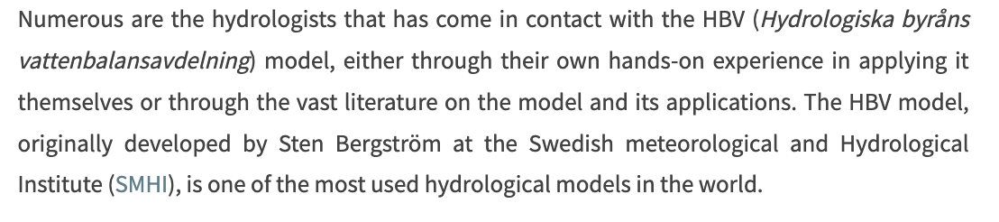 Numerous are the hydrologists that has come in contact with the HBV (Hydrologiska byråns
vattenbalansavdelning) model, either through their own hands-on experience in applying it
themselves or through the vast literature on the model and its applications. The HBV model,
originally developed by Sten Bergström at the Swedish meteorological and Hydrological
Institute (SMHI), is one of the most used hydrological models in the world.